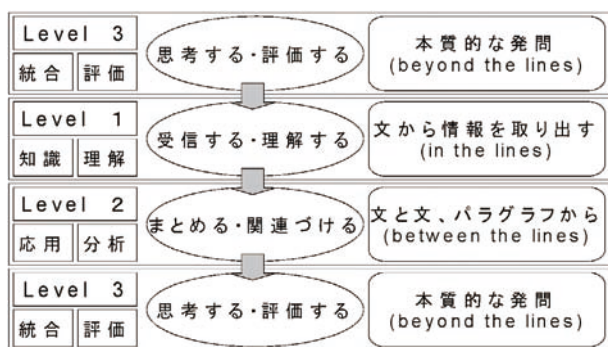 Level 3
統合 評価
思考する・評価する
本質的な発問
(beyond the lines)
Level 1
知識 理解
受信する・理解する
文から情報を取り出す
(in the lines)
Level 2
応用 分析
まとめる・関連づける
文と文、パラグラフから
(between the lines)
Level 3
統合 評価
思考する・評価する
本質的な発問
(beyond the lines)